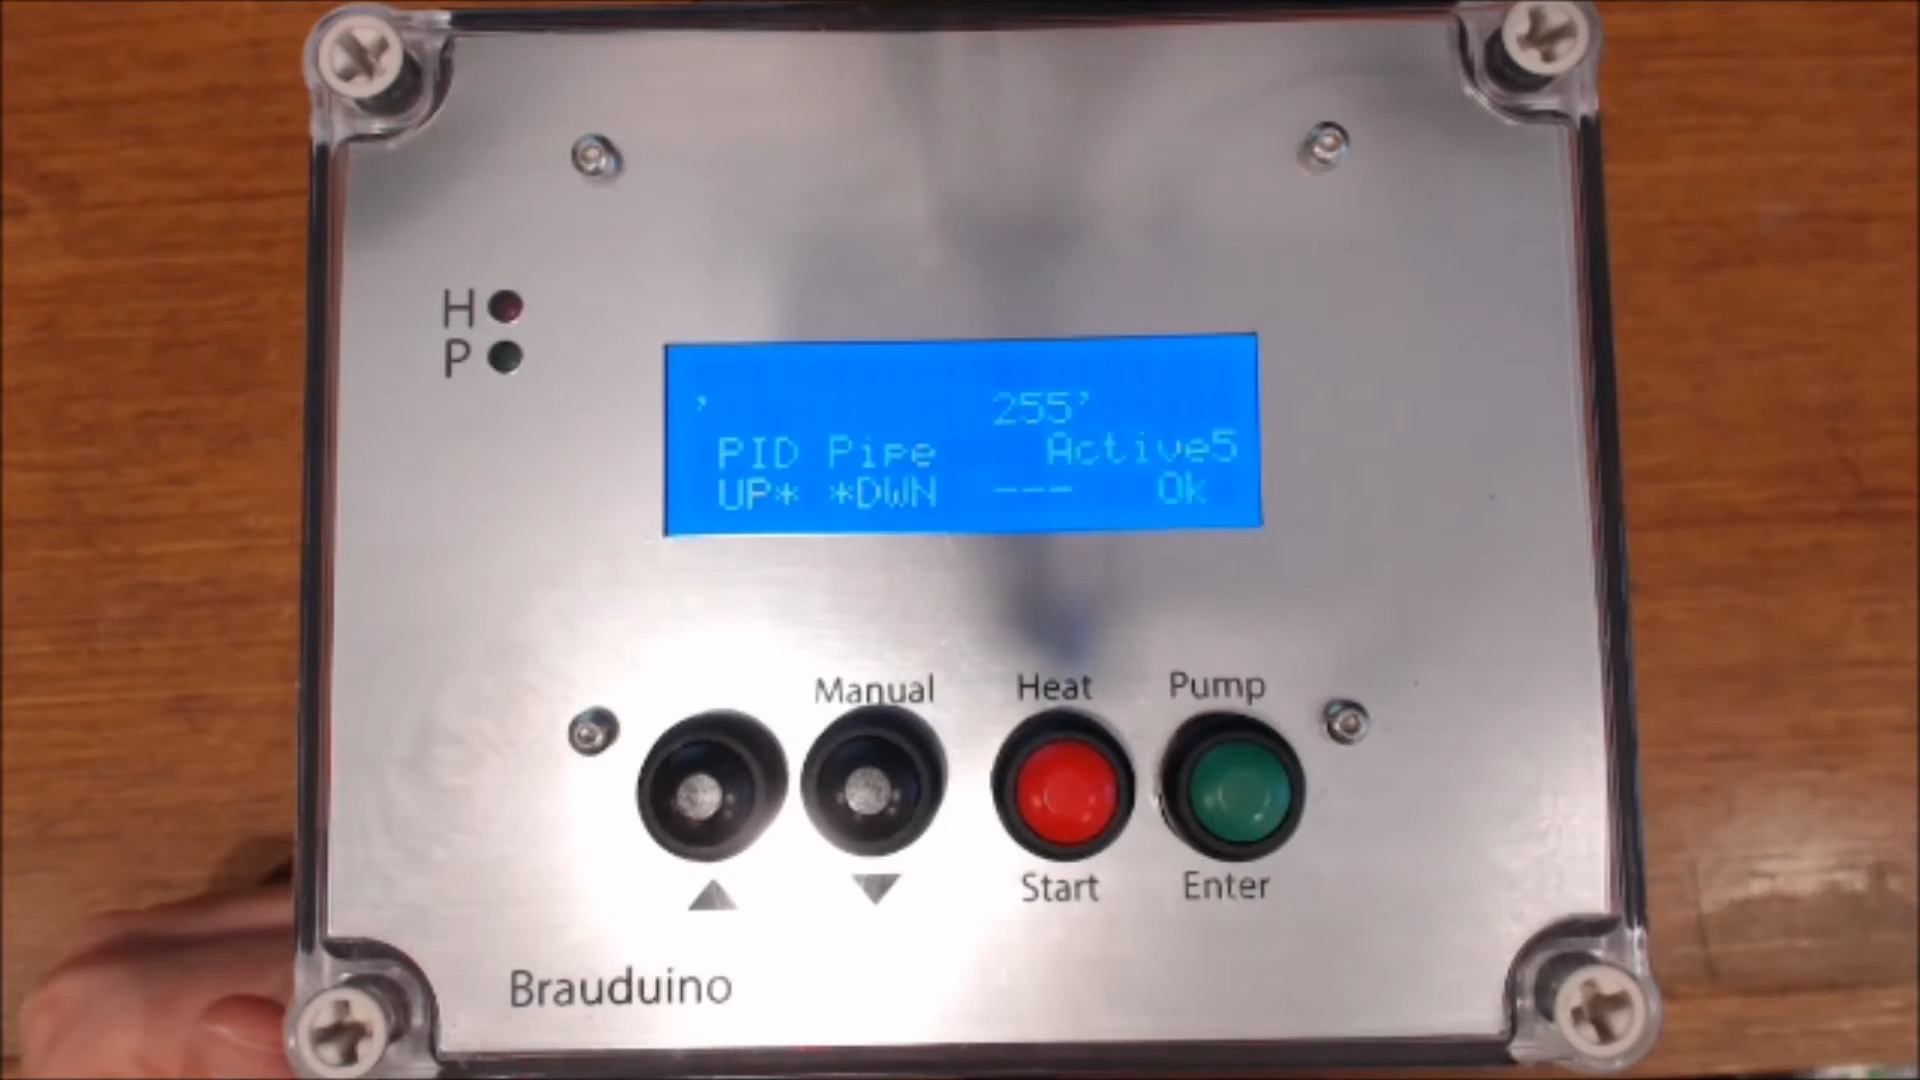 H
P
' 255'
PID Pipe Active5
UP* *DWN --- Ok
Manual Heat Pump
Start Enter
Brauduino